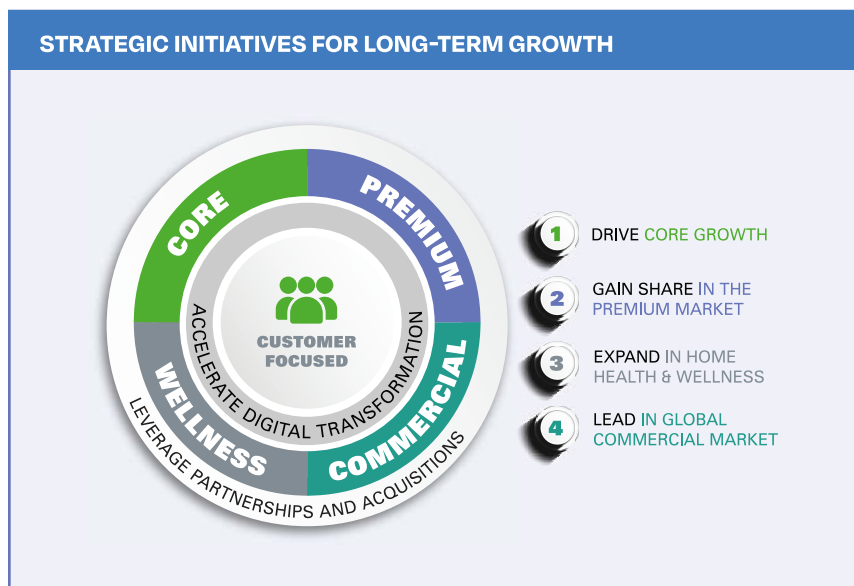 STRATEGIC INITIATIVES FOR LONG-TERM GROWTH
CORE
PREMIUM
WELLNESS
COMMERCIAL
ACCELERATE DIGITAL TRANSFORMATION
CUSTOMER
FOCUSED
LEVERAGE PARTNERSHIPS AND ACQUISITIONS
1 DRIVE CORE GROWTH
2 GAIN SHARE IN THE
PREMIUM MARKET
3 EXPAND IN HOME
HEALTH & WELLNESS
4 LEAD IN GLOBAL
COMMERCIAL MARKET